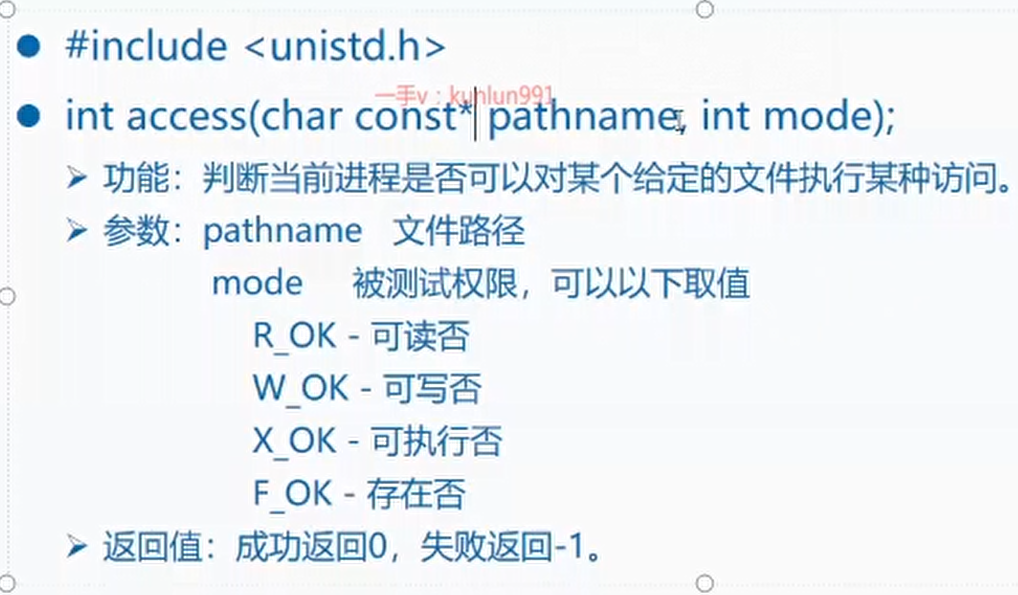 #include <unistd.h>
一手v：kunlun991
int access(char const* pathname, int mode);
功能：判断当前进程是否可以对某个给定的文件执行某种访问。
参数：pathname 文件路径
mode 被测试权限，可以以下取值
R_OK - 可读否
W_OK - 可写否
X_OK - 可执行否
F_OK - 存在否
返回值：成功返回0，失败返回-1。